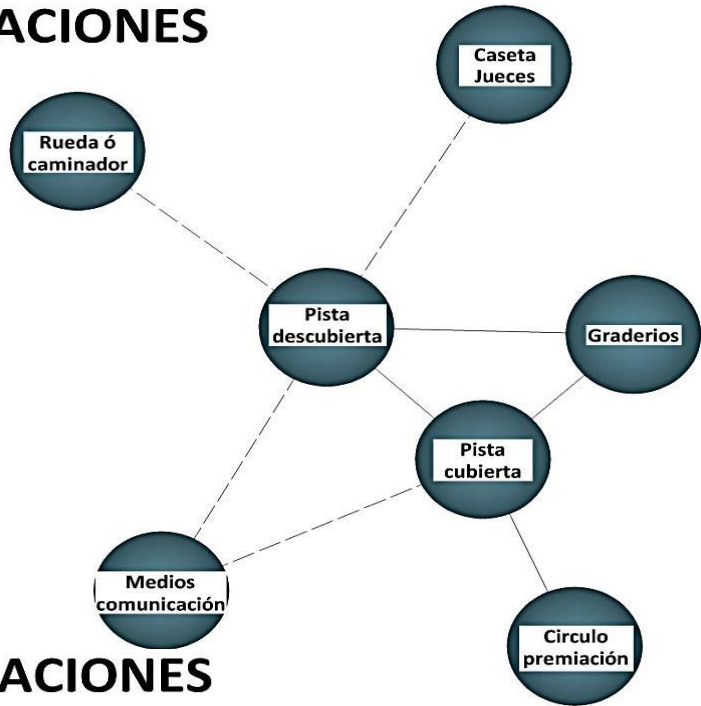 ACIONES
Caseta
Jueces
Rueda ó
caminador
Pista
descubierta
Graderios
Pista
cubierta
Medios
comunicación
Circulo
premiación
ACIONES